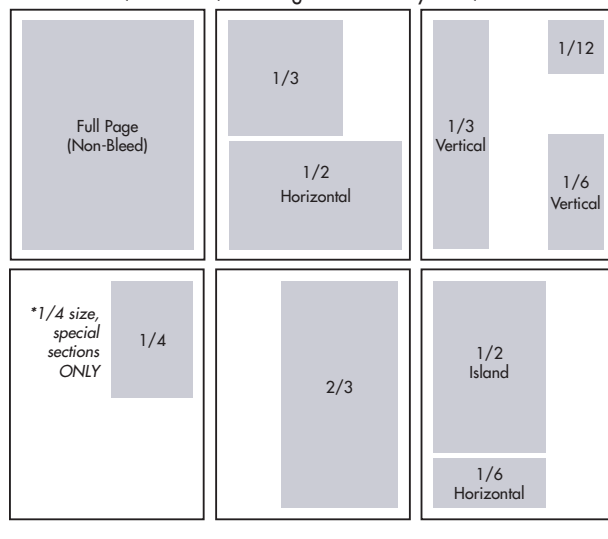 Full Page
(Non-Bleed)
1/3
1/2
Horizontal
1/3
Vertical
1/12
1/6
Vertical
*1/4 size,
special
sections
ONLY
1/4
2/3
1/2
Island
1/6
Horizontal